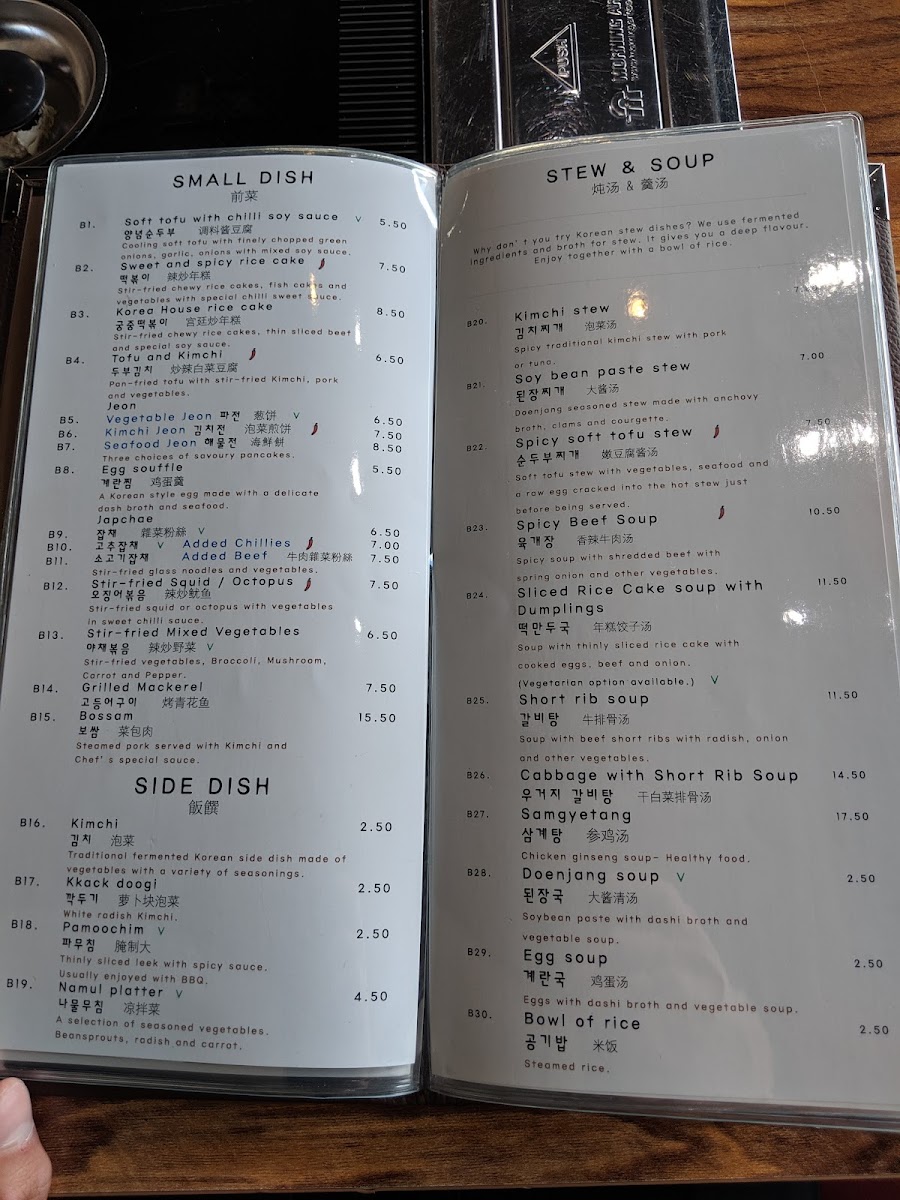 PUSH
SMALL DISH
前菜
B1. Soft tofu with chilli soy sauce V 5.50
양념순두부 调料酱豆腐
Cooling soft tofu with finely chopped green
onions, garlic, onions with mixed soy sauce.
B2. Sweet and spicy rice cake 7.50
떡볶이 辣炒年糕
Stir-fried chewy rice cakes, fish cakes and
vegetables with special chilli sweet sauce.
B3. Korea House rice cake 8.50
궁중떡볶이 宫廷炒年糕
Stir-fried chewy rice cakes, thin sliced beef
and special soy sauce.
B4. Tofu and Kimchi 6.50
두부김치 炒辣白菜豆腐
Pan-fried tofu with stir-fried Kimchi, pork
and vegetables.
Jeon
B5. Vegetable Jeon 파전 葱饼 V 6.50
B6. Kimchi Jeon 김치전 泡菜煎饼 7.50
B7. Seafood Jeon 해물전 海鮮餅 8.50
Three choices of savoury pancakes.
B8. Egg souffle 5.50
계란찜 鸡蛋羹
A Korean style egg made with a delicate
dash broth and seafood.
Japchae
B9. 잡채 雜菜粉絲 V 6.50
B10. 고추잡채 V Added Chillies 7.00
B11. 소고기잡채 Added Beef 牛肉雜菜粉絲 7.50
Stir-fried glass noodles and vegetables.
B12. Stir-fried Squid / Octopus 7.50
오징어볶음 辣炒鱿鱼
Stir-fried squid or octopus with vegetables
in sweet chilli sauce.
B13. Stir-fried Mixed Vegetables 6.50
야채볶음 辣炒野菜 V
Stir-fried vegetables, Broccoli, Mushroom,
Carrot and Pepper.
B14. Grilled Mackerel 7.50
고등어구이 烤青花鱼
B15. Bossam 15.50
보쌈 菜包肉
Steamed pork served with Kimchi and
Chef's special sauce.
SIDE DISH
飯饌
B16. Kimchi 2.50
김치 泡菜
Traditional fermented Korean side dish made of
vegetables with a variety of seasonings.
B17. Kkack doogi 2.50
깍두기 萝卜块泡菜
White radish Kimchi.
B18. Pamoochim V 2.50
파무침 腌制大
Thinly sliced leek with spicy sauce.
Usually enjoyed with BBQ.
B19. Namul platter V 4.50
나물무침 凉拌菜
A selection of seasoned vegetables.
Beansprouts, radish and carrot.
STEW & SOUP
炖汤 & 羹汤
Why don't you try Korean stew dishes? We use fermented
ingredients and broth for stew. It gives you a deep flavour.
Enjoy together with a bowl of rice.
B20. Kimchi stew
김치찌개 泡菜汤
Spicy traditional kimchi stew with pork
or tuna.
B21. Soy bean paste stew 7.00
된장찌개 大酱汤
Doenjang seasoned stew made with anchovy
broth, clams and courgette.
B22. Spicy soft tofu stew 7.50
순두부찌개 嫩豆腐酱汤
Soft tofu stew with vegetables, seafood and
a raw egg cracked into the hot stew just
before being served.
B23. Spicy Beef Soup 10.50
육개장 香辣牛肉汤
Spicy soup with shredded beef with
spring onion and other vegetables.
B24. Sliced Rice Cake soup with 11.50
Dumplings
떡만두국 年糕饺子汤
Soup with thinly sliced rice cake with
cooked eggs, beef and onion.
(Vegetarian option available.) V
B25. Short rib soup 11.50
갈비탕 牛排骨汤
Soup with beef short ribs with radish, onion
and other vegetables.
B26. Cabbage with Short Rib Soup 14.50
우거지 갈비탕 干白菜排骨汤
B27. Samgyetang 17.50
삼계탕 参鸡汤
Chicken ginseng soup- Healthy food.
B28. Doenjang soup V 2.50
된장국 大酱清汤
Soybean paste with dashi broth and
vegetable soup.
B29. Egg soup 2.50
계란국 鸡蛋汤
Eggs with dashi broth and vegetable soup.
B30. Bowl of rice 2.50
공기밥 米饭
Steamed rice.